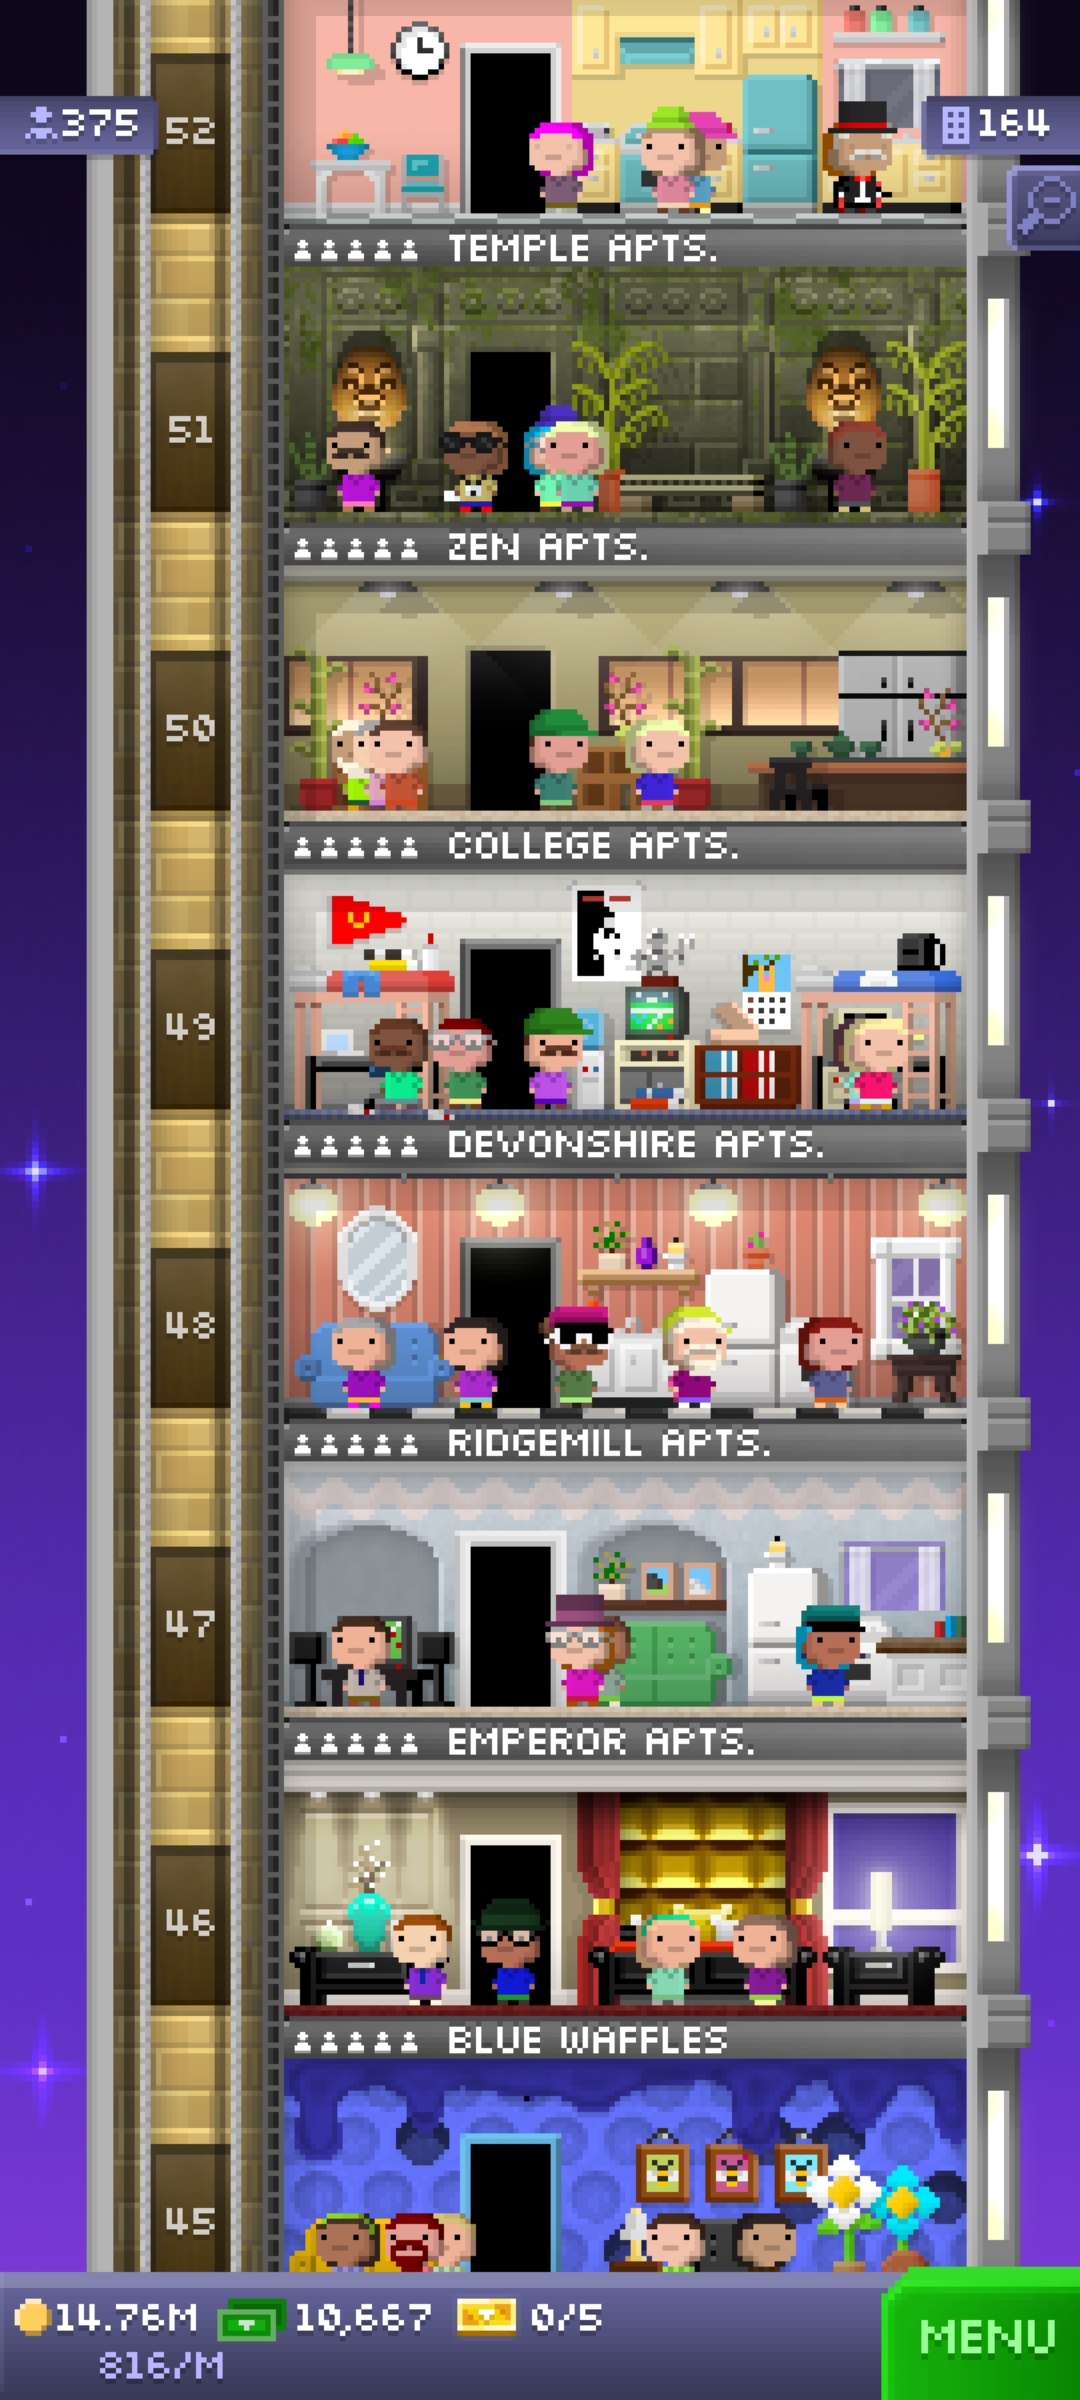 375
52
164
TEMPLE APTS.
51
ZEN APTS.
50
COLLEGE APTS.
49
DEVONSHIRE APTS.
48
RIDGEMILL APTS.
47
EMPEROR APTS.
46
BLUE WAFFLES
45
14.76M 10,667 0/5
816/M
MENU